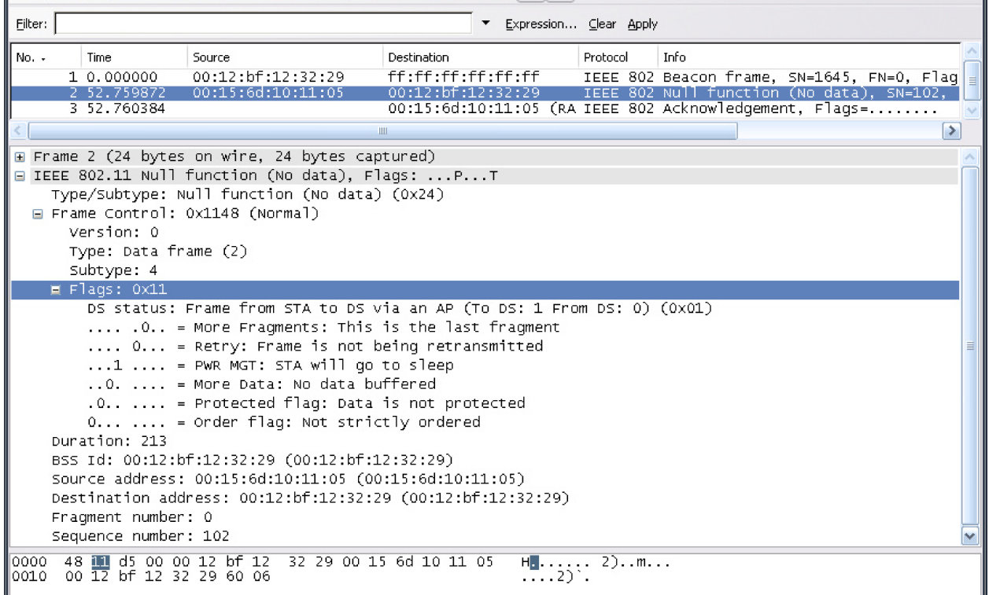 Filter: Expression... Clear Apply
No. Time Source Destination Protocol Info
1 0.000000 00:12:bf:12:32:29 ff:ff:ff:ff:ff:ff IEEE 802 Beacon frame, SN=1645, FN=0, Flag
2 52.759872 00:15:6d:10:11:05 00:12:bf:12:32:29 IEEE 802 Null function (No data), SN=102,
3 52.760384 00:15:6d:10:11:05 (RA IEEE 802 Acknowledgement, Flags=........
Frame 2 (24 bytes on wire, 24 bytes captured)
IEEE 802.11 Null function (No data), Flags: ...P...T
Type/Subtype: Null function (No data) (0x24)
Frame Control: 0x1148 (Normal)
Version: 0
Type: Data frame (2)
Subtype: 4
Flags: 0x11
DS status: Frame from STA to DS via an AP (To DS: 1 From DS: 0) (0x01)
.... .0.. = More Fragments: This is the last fragment
.... 0... = Retry: Frame is not being retransmitted
...1 .... = PWR MGT: STA will go to sleep
..0. .... = More Data: No data buffered
.0.. .... = Protected flag: Data is not protected
0... .... = Order flag: Not strictly ordered
Duration: 213
BSS Id: 00:12:bf:12:32:29 (00:12:bf:12:32:29)
Source address: 00:15:6d:10:11:05 (00:15:6d:10:11:05)
Destination address: 00:12:bf:12:32:29 (00:12:bf:12:32:29)
Fragment number: 0
Sequence number: 102
0000 48 11 d5 00 00 12 bf 12 32 29 00 15 6d 10 11 05 H....... 2)..m...
0010 00 12 bf 12 32 29 60 06 ....2)`.